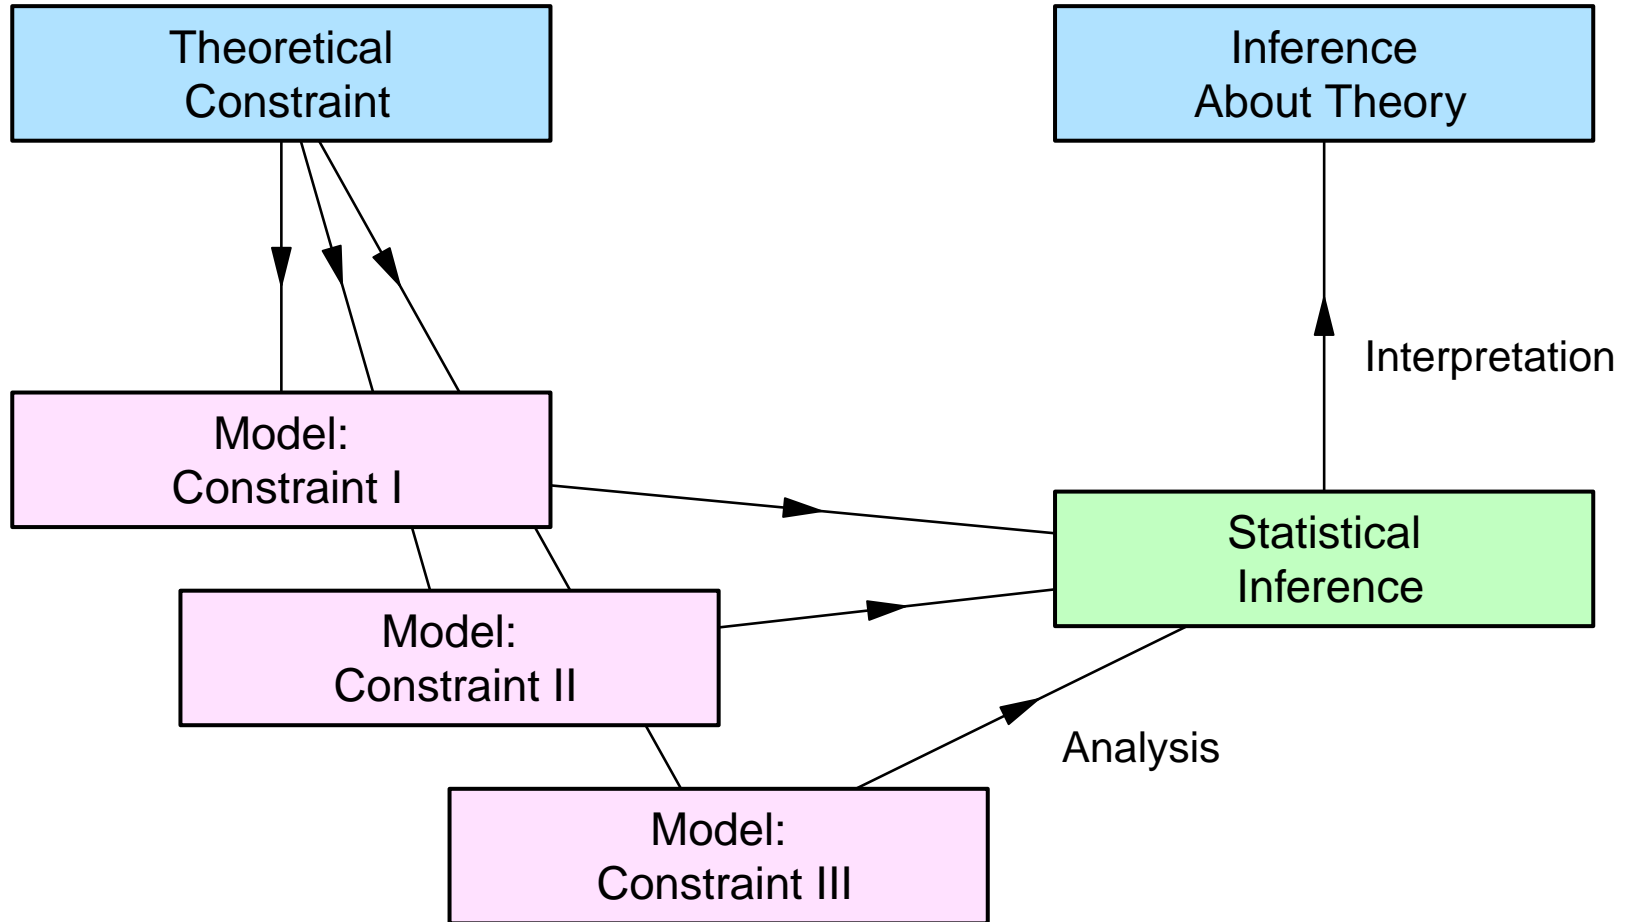 Theoretical
Constraint
Inference
About Theory
Interpretation
Model:
Constraint I
Statistical
Inference
Model:
Constraint II
Analysis
Model:
Constraint III